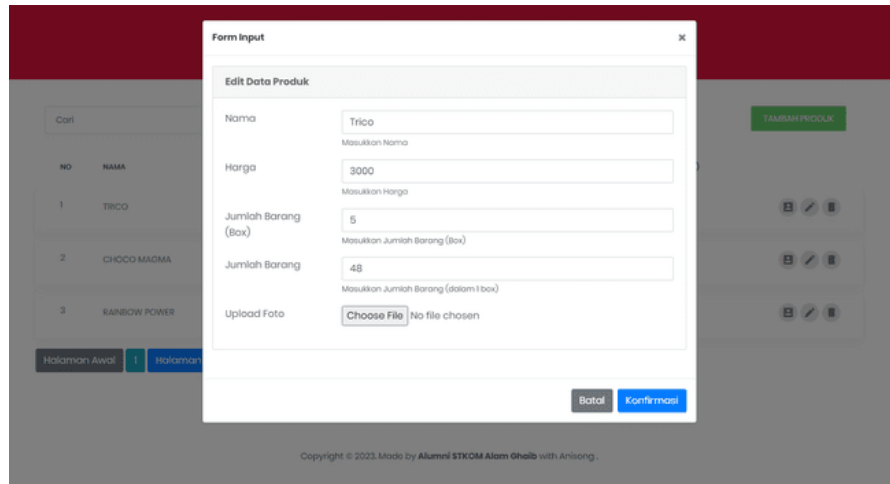 Form Input
×
Edit Data Produk
Nama
Trico
Masukkan Nama
Harga
3000
Masukkan Harga
Jumlah Barang
(Box)
5
Masukkan Jumlah Barang (Box)
Jumlah Barang
48
Masukkan Jumlah Barang (dalam 1 box)
Upload Foto
Choose File No file chosen
Batal Konfirmasi
Cari
TAMBAH PRODUK
NO NAMA )
1 TRICO
2 CHOCO MAGMA
3 RAINBOW POWER
Halaman Awal 1 Halaman
Copyright © 2023. Made by Alumni STKOM Alam Ghaib with Anisong .